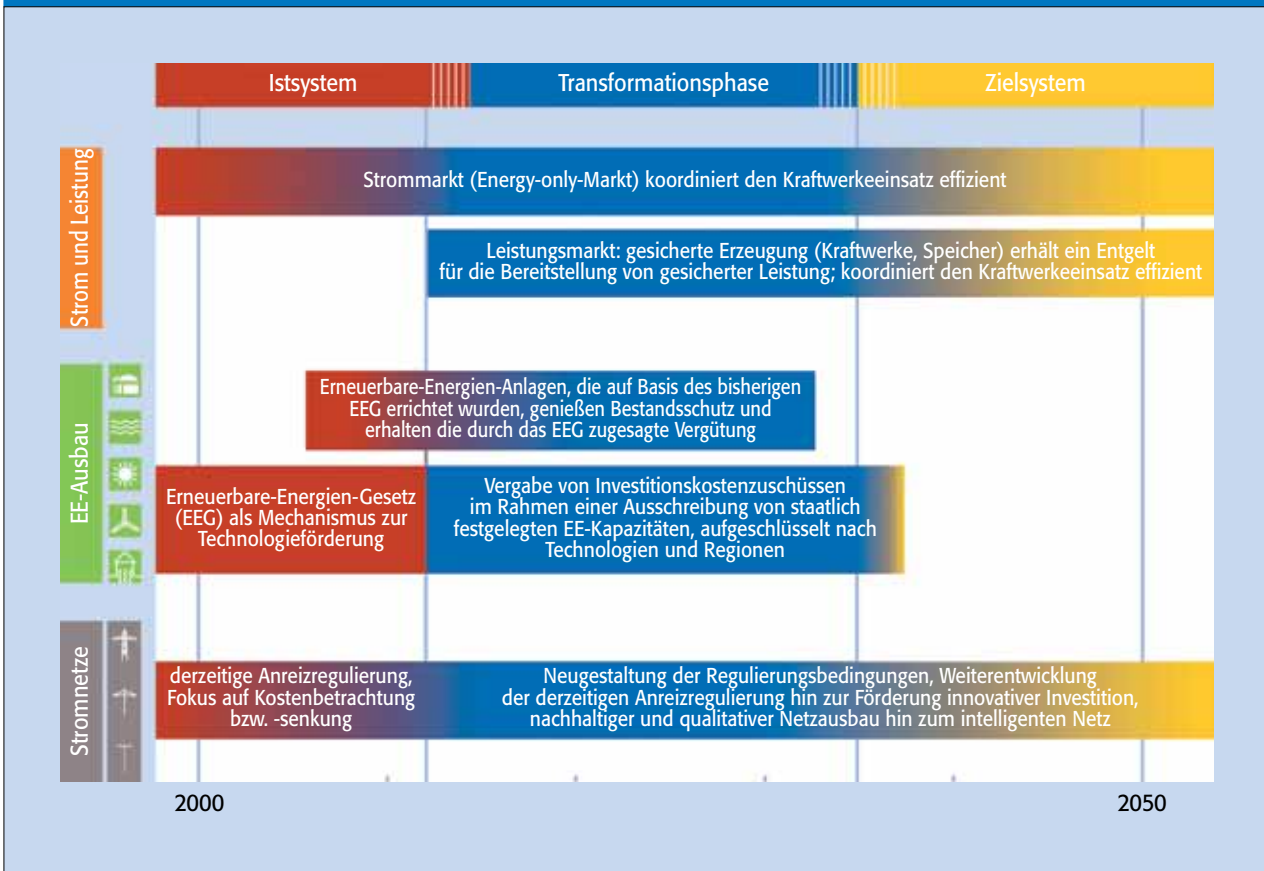 Istsystem
Transformationsphase
Zielsystem
Strom und Leistung
Strommarkt (Energy-only-Markt) koordiniert den Kraftwerkeeinsatz effizient
Leistungsmarkt: gesicherte Erzeugung (Kraftwerke, Speicher) erhält ein Entgelt
für die Bereitstellung von gesicherter Leistung; koordiniert den Kraftwerkeeinsatz effizient
EE-Ausbau
Erneuerbare-Energien-Anlagen, die auf Basis des bisherigen
EEG errichtet wurden, genießen Bestandsschutz und
erhalten die durch das EEG zugesagte Vergütung
Erneuerbare-Energien-Gesetz
(EEG) als Mechanismus zur
Technologieförderung
Vergabe von Investitionskostenzuschüssen
im Rahmen einer Ausschreibung von staatlich
festgelegten EE-Kapazitäten, aufgeschlüsselt nach
Technologien und Regionen
Stromnetze
derzeitige Anreizregulierung,
Fokus auf Kostenbetrachtung
bzw. -senkung
Neugestaltung der Regulierungsbedingungen, Weiterentwicklung
der derzeitigen Anreizregulierung hin zur Förderung innovativer Investition,
nachhaltiger und qualitativer Netzausbau hin zum intelligenten Netz
2000
2050